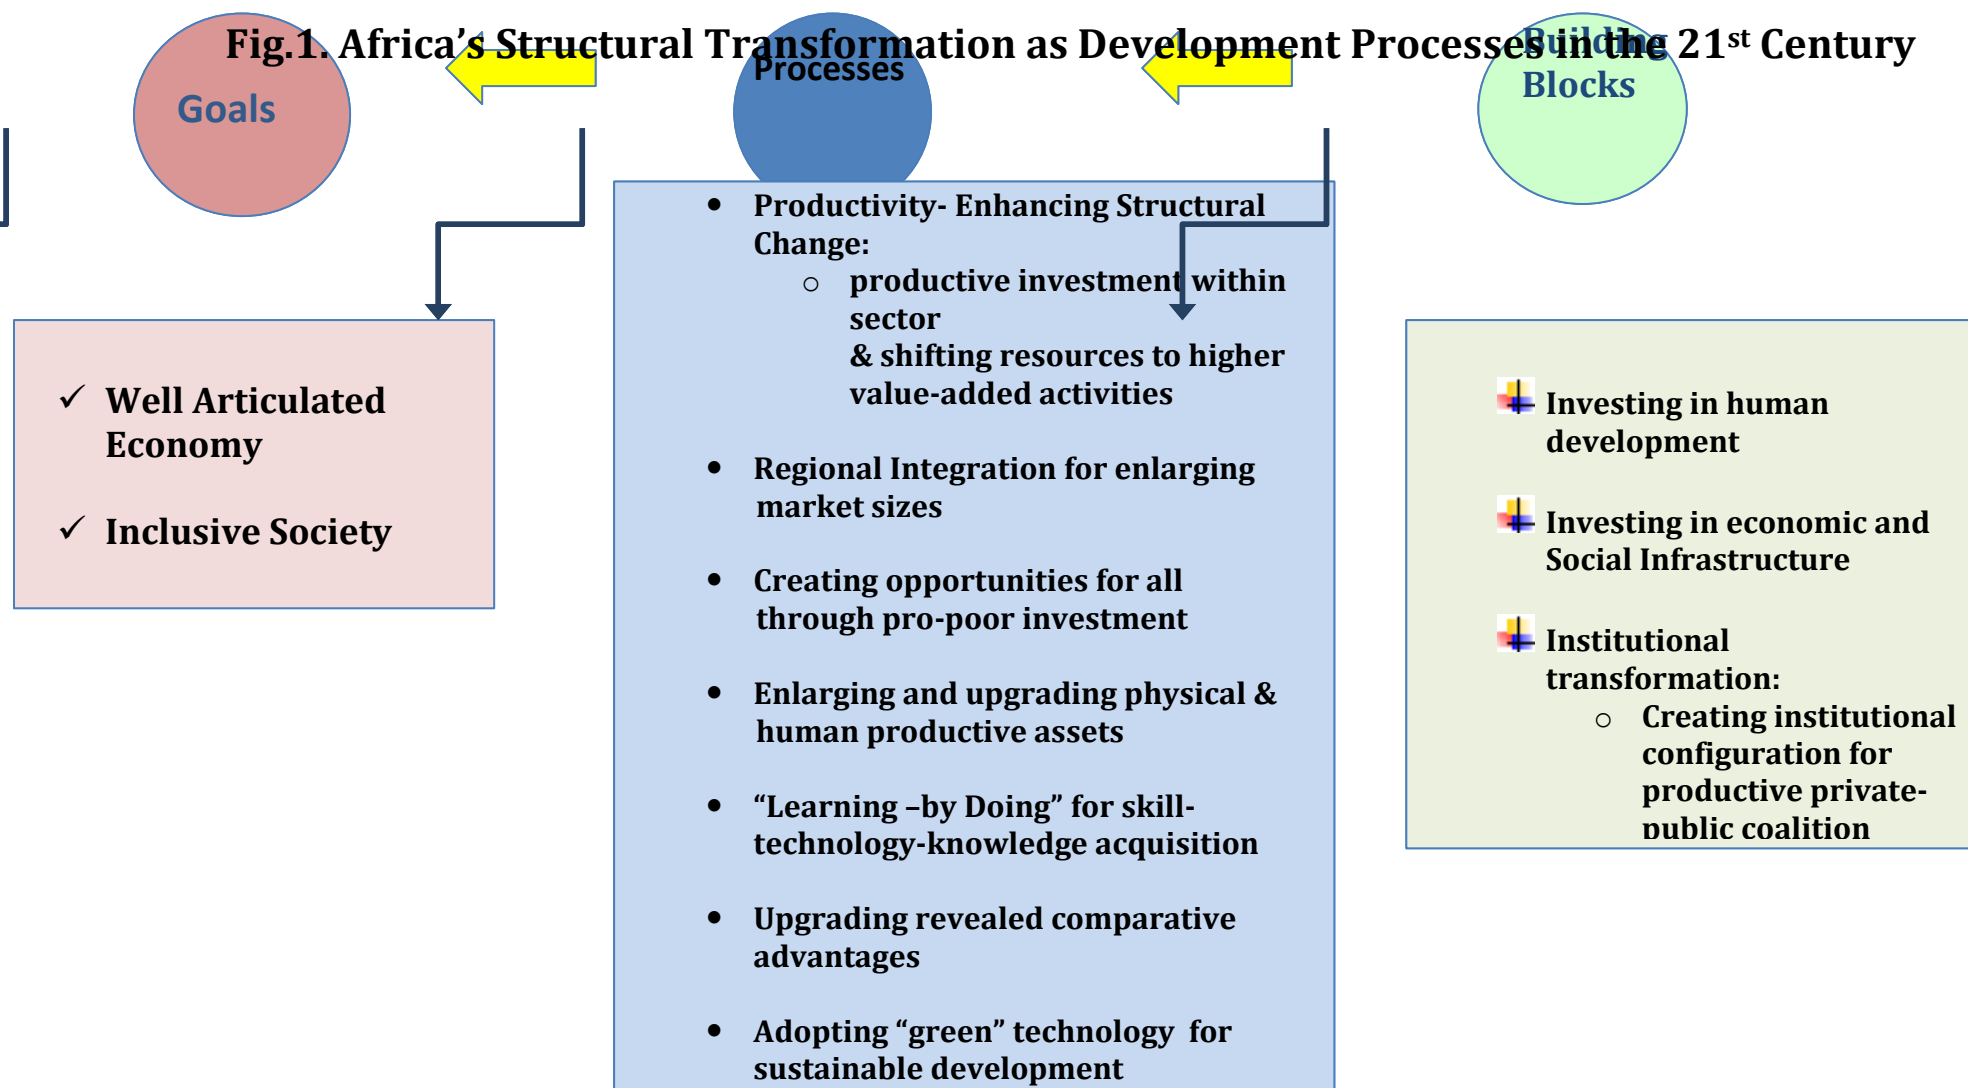 Fig.1. Africa's Structural Transformation as Development Processes in the 21st Century
Goals
Processes
Building
Blocks
✓ Well Articulated
Economy
✓ Inclusive Society
• Productivity- Enhancing Structural
Change:
o productive investment within
sector
& shifting resources to higher
value-added activities
• Regional Integration for enlarging
market sizes
• Creating opportunities for all
through pro-poor investment
• Enlarging and upgrading physical &
human productive assets
• “Learning –by Doing” for skill-
technology-knowledge acquisition
• Upgrading revealed comparative
advantages
• Adopting “green” technology for
sustainable development
Investing in human
development
Investing in economic and
Social Infrastructure
Institutional
transformation:
o Creating institutional
configuration for
productive private-
public coalition